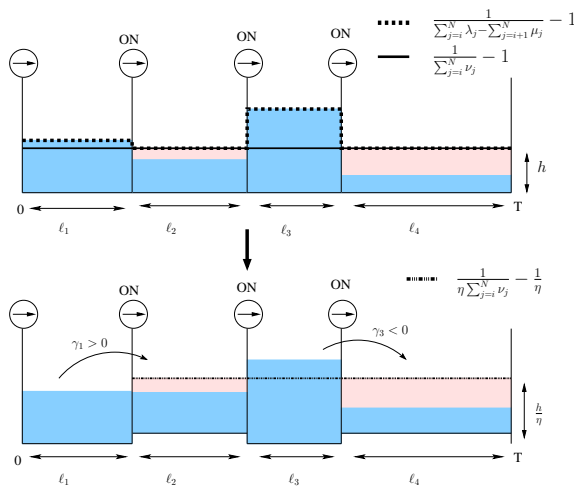 1 / (∑_{j=i}^{N} λ_j − ∑_{j=i+1}^{N} μ_j) − 1
ON ON ON
1 / (∑_{j=i}^{N} ν_j) − 1
h
0 T
ℓ_1 ℓ_2 ℓ_3 ℓ_4
1 / (η ∑_{j=i}^{N} ν_j) − 1/η
ON ON ON
γ_1 > 0 γ_3 < 0
h/η
0 T
ℓ_1 ℓ_2 ℓ_3 ℓ_4